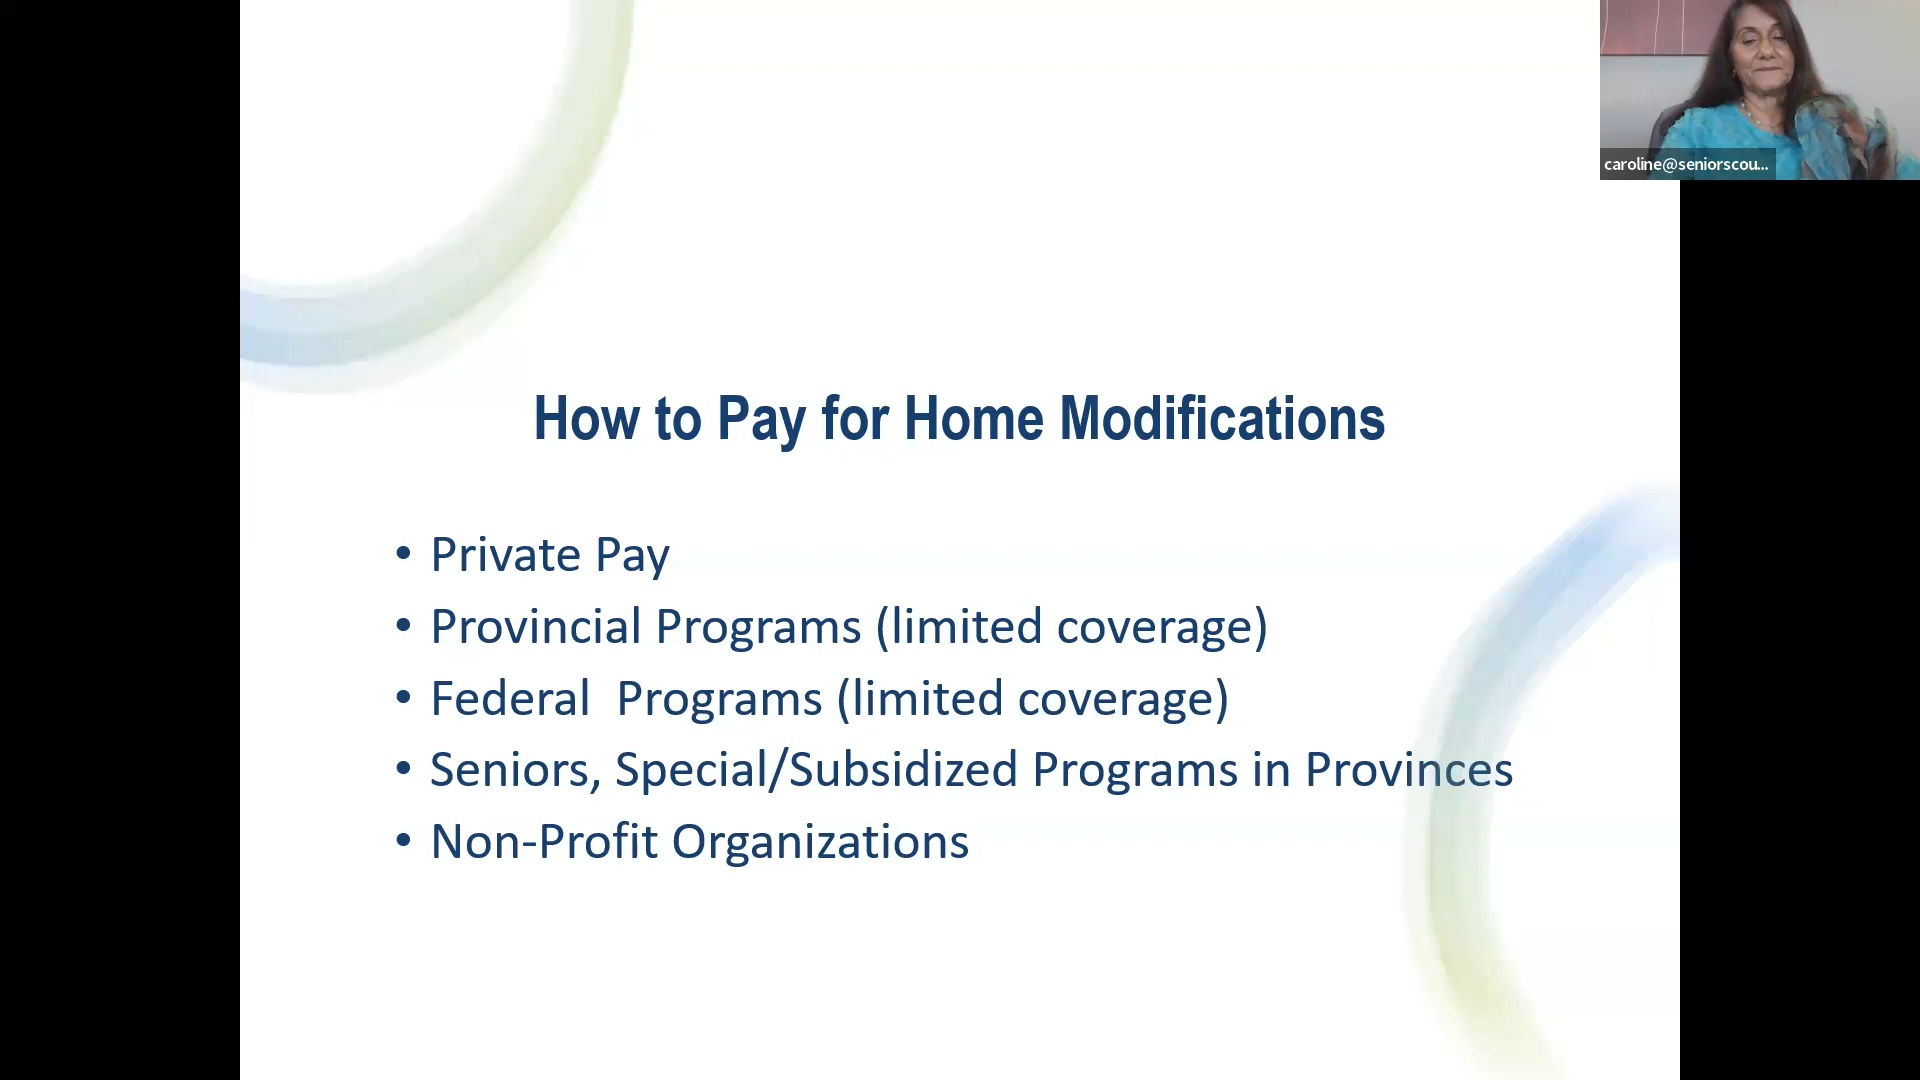 caroline@seniorscou...
How to Pay for Home Modifications
• Private Pay
• Provincial Programs (limited coverage)
• Federal  Programs (limited coverage)
• Seniors, Special/Subsidized Programs in Provinces
• Non-Profit Organizations